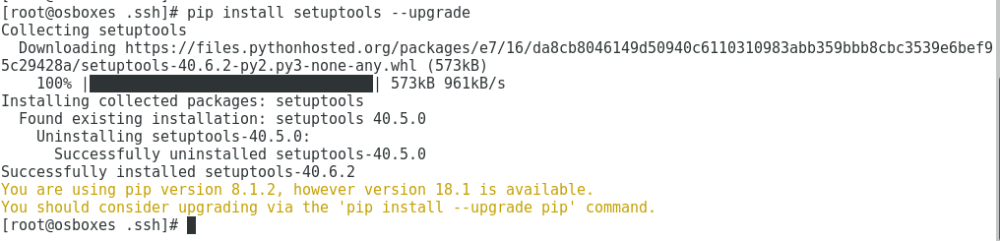 [root@osboxes .ssh]# pip install setuptools --upgrade
Collecting setuptools
  Downloading https://files.pythonhosted.org/packages/e7/16/da8cb8046149d50940c6110310983abb359bbb8cbc3539e6bef9
5c29428a/setuptools-40.6.2-py2.py3-none-any.whl (573kB)
    100% |████████████████████████████████| 573kB 961kB/s
Installing collected packages: setuptools
  Found existing installation: setuptools 40.5.0
    Uninstalling setuptools-40.5.0:
      Successfully uninstalled setuptools-40.5.0
Successfully installed setuptools-40.6.2
You are using pip version 8.1.2, however version 18.1 is available.
You should consider upgrading via the 'pip install --upgrade pip' command.
[root@osboxes .ssh]#